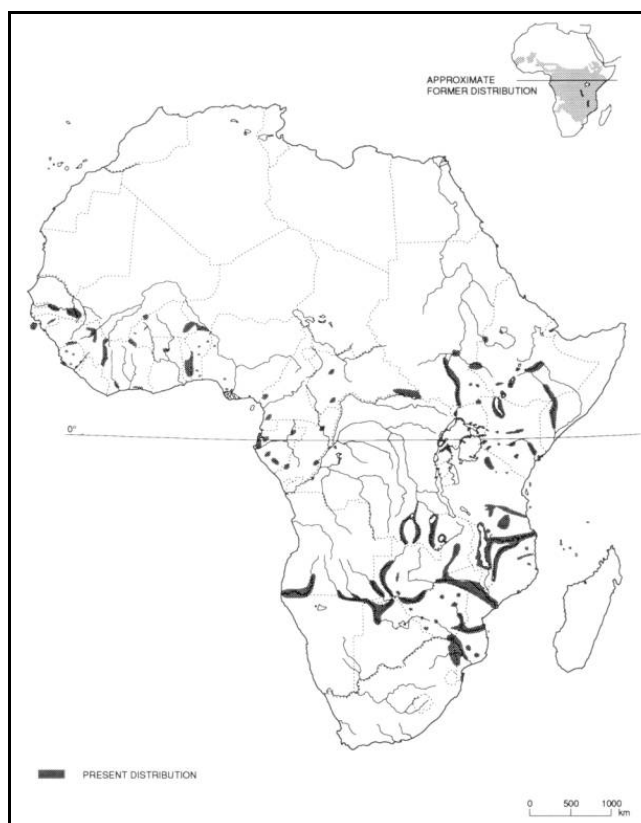 APPROXIMATE
FORMER DISTRIBUTION
0°
PRESENT DISTRIBUTION
0 500 1000
km